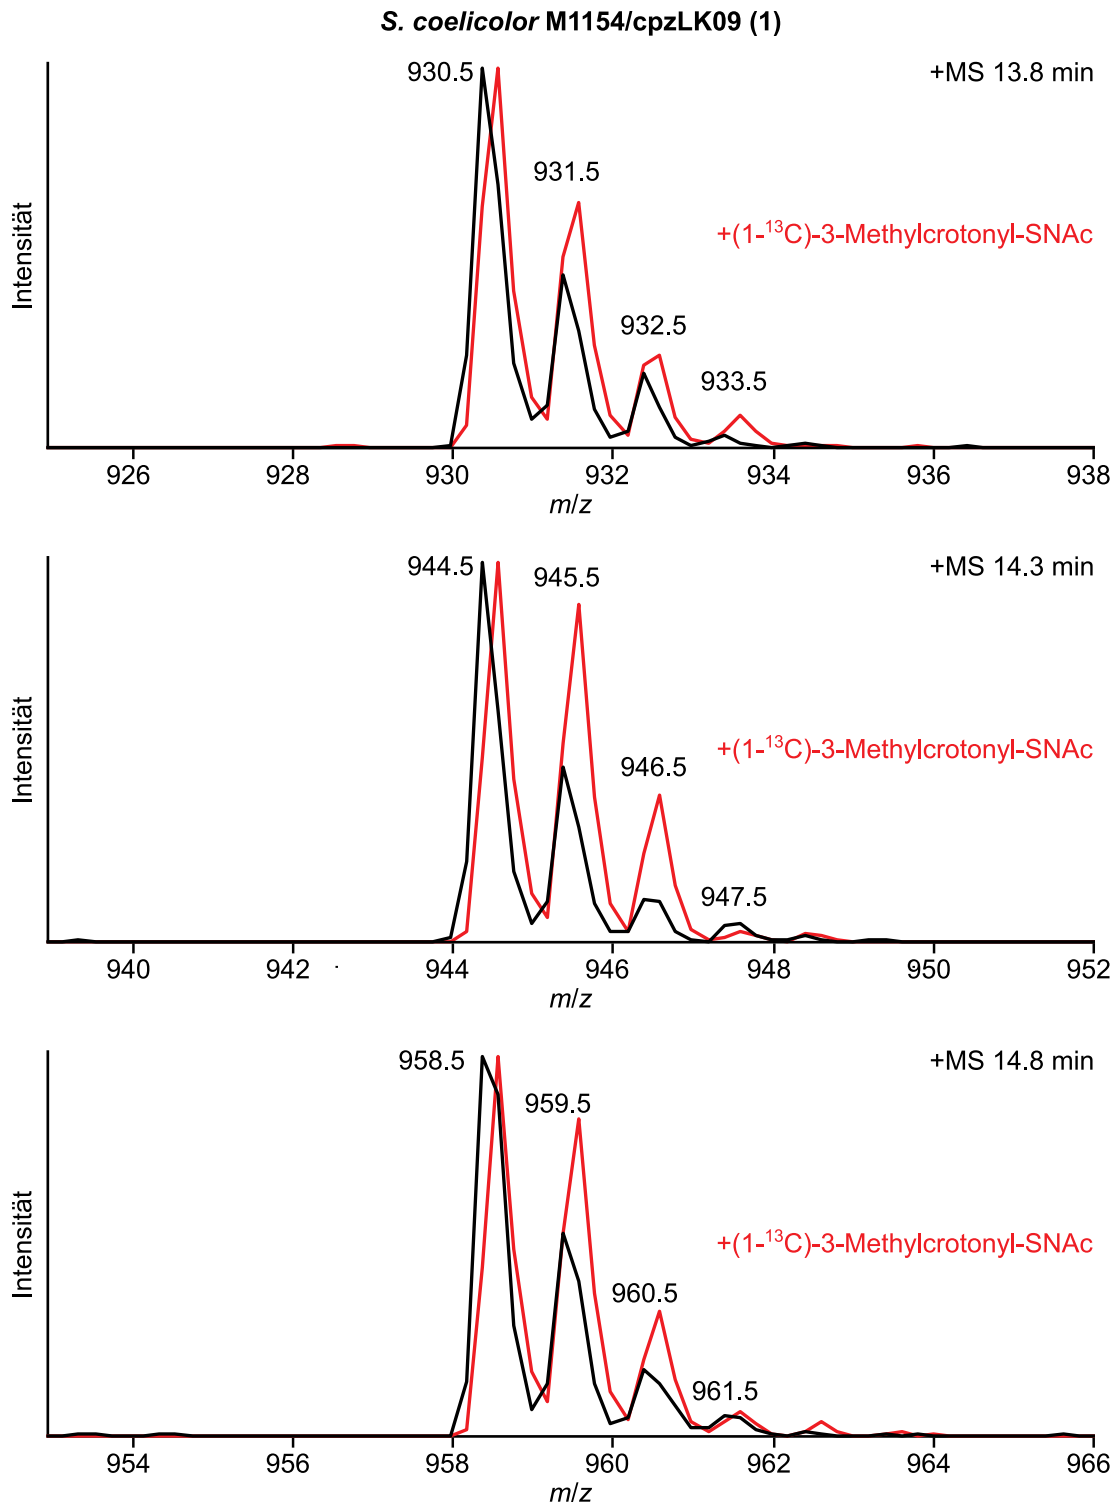 S. coelicolor M1154/cpzLK09 (1)
930.5
+MS 13.8 min
931.5
+(1-¹³C)-3-Methylcrotonyl-SNAc
932.5
933.5
Intensität
926 928 930 932 934 936 938
m/z
944.5
945.5
+MS 14.3 min
+(1-¹³C)-3-Methylcrotonyl-SNAc
946.5
947.5
Intensität
940 942 944 946 948 950 952
m/z
958.5
+MS 14.8 min
959.5
+(1-¹³C)-3-Methylcrotonyl-SNAc
960.5
961.5
Intensität
954 956 958 960 962 964 966
m/z